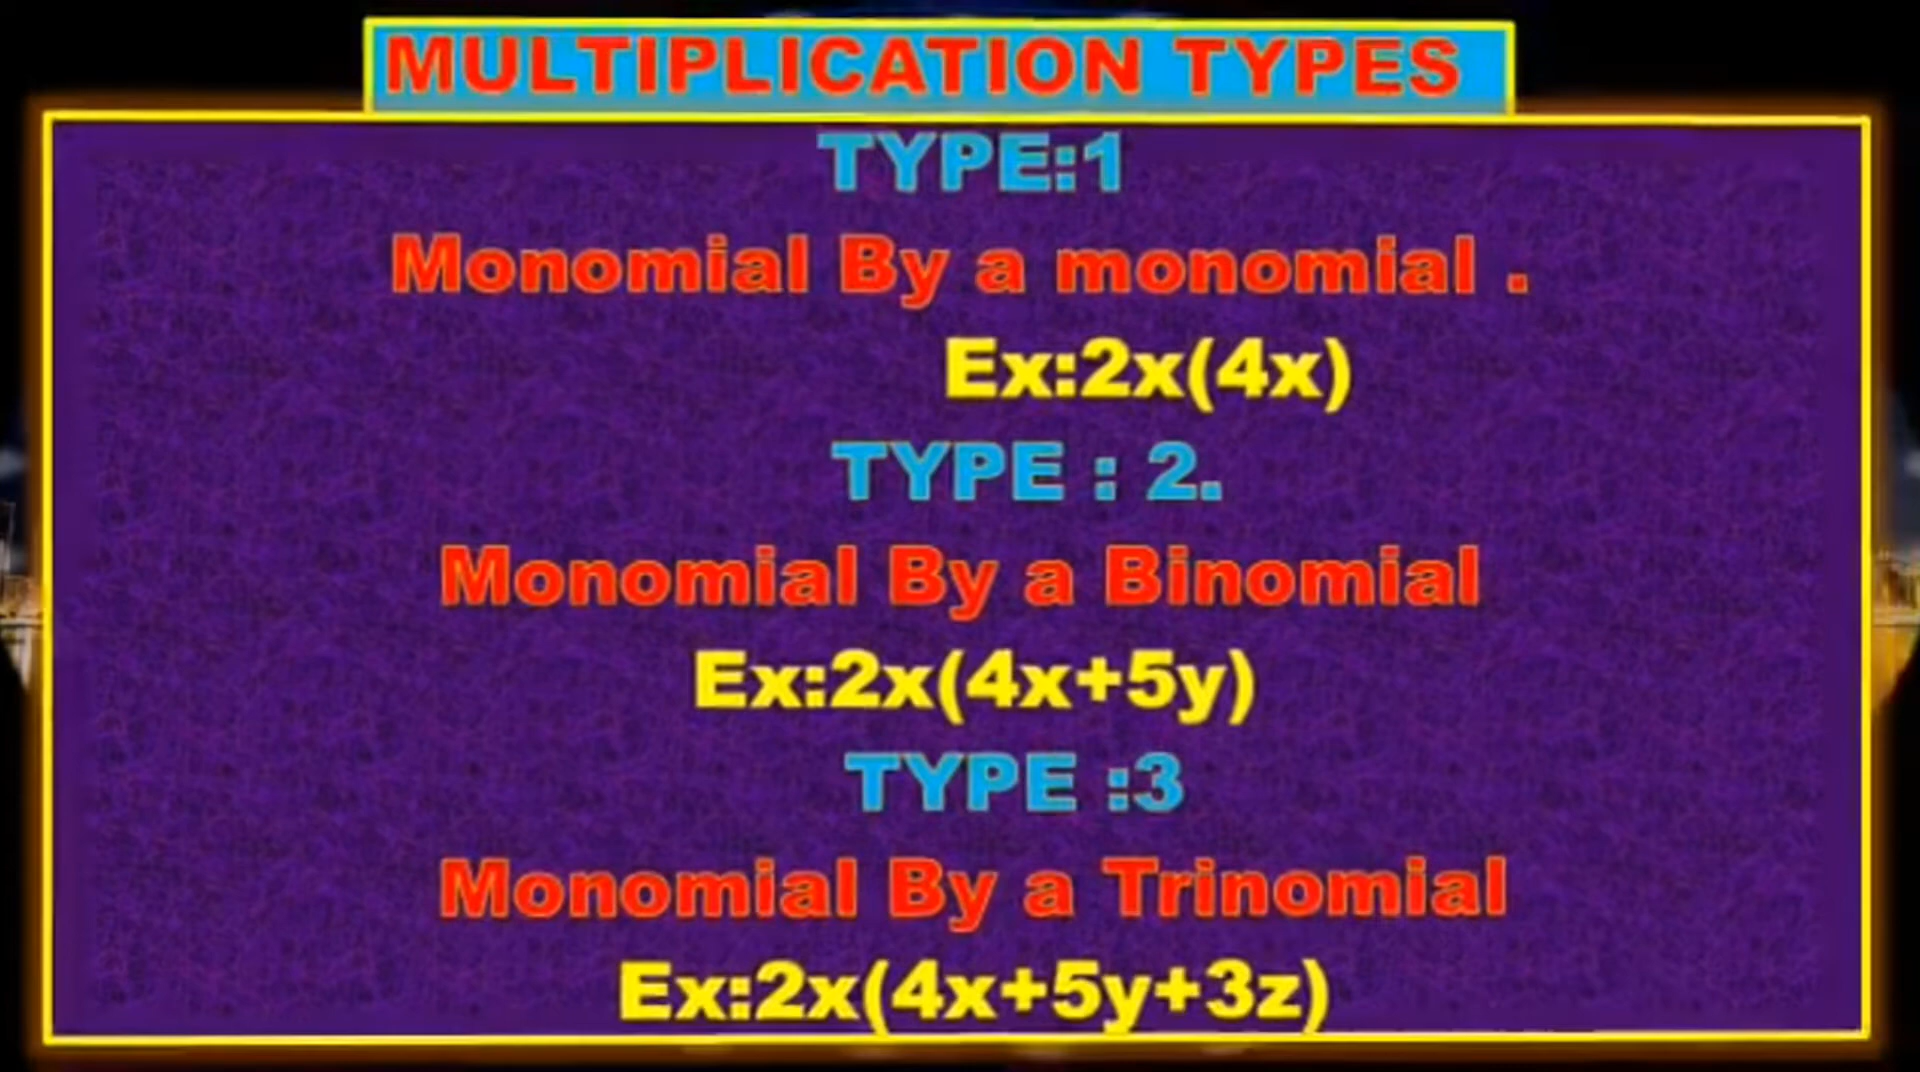 MULTIPLICATION TYPES
TYPE:1
Monomial By a monomial .
Ex:2x(4x)
TYPE : 2.
Monomial By a Binomial
Ex:2x(4x+5y)
TYPE :3
Monomial By a Trinomial
Ex:2x(4x+5y+3z)